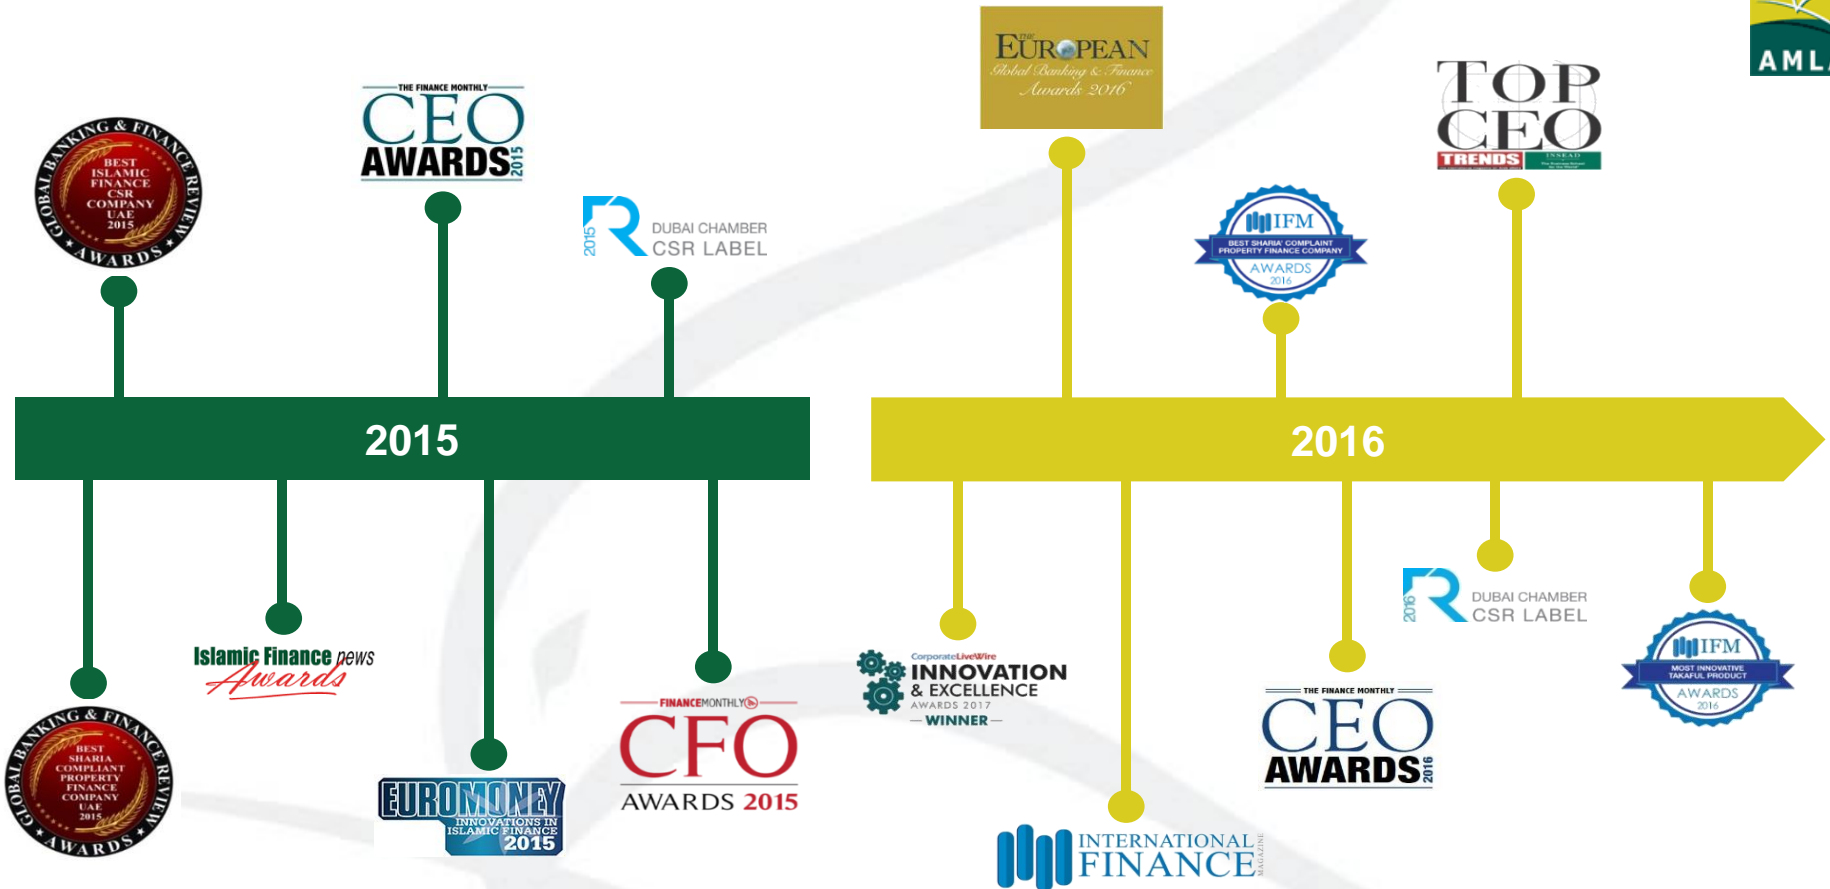 THE
EUROPEAN
Global Banking & Finance
Awards 2016
TOP
CEO
TRENDS
INSEAD
GLOBAL BANKING & FINANCE REVIEW
BEST
ISLAMIC
FINANCE
CSR
COMPANY
UAE
2015
AWARDS
THE FINANCE MONTHLY
CEO
AWARDS 2015
2015
DUBAI CHAMBER
CSR LABEL
IFM
BEST SHARIA' COMPLAINT
PROPERTY FINANCE COMPANY
AWARDS
2016
2015
2016
Islamic Finance news
Awards
GLOBAL BANKING & FINANCE REVIEW
BEST
SHARIA
COMPLIANT
PROPERTY
FINANCE
COMPANY
UAE
2015
AWARDS
EUROMONEY
INNOVATIONS IN
ISLAMIC FINANCE
2015
FINANCEMONTHLY
CFO
AWARDS 2015
CorporateLiveWire
INNOVATION
& EXCELLENCE
AWARDS 2017
WINNER
INTERNATIONAL
FINANCE
MAGAZINE
THE FINANCE MONTHLY
CEO
AWARDS 2016
2016
DUBAI CHAMBER
CSR LABEL
IFM
MOST INNOVATIVE
TAKAFUL PRODUCT
AWARDS
2016